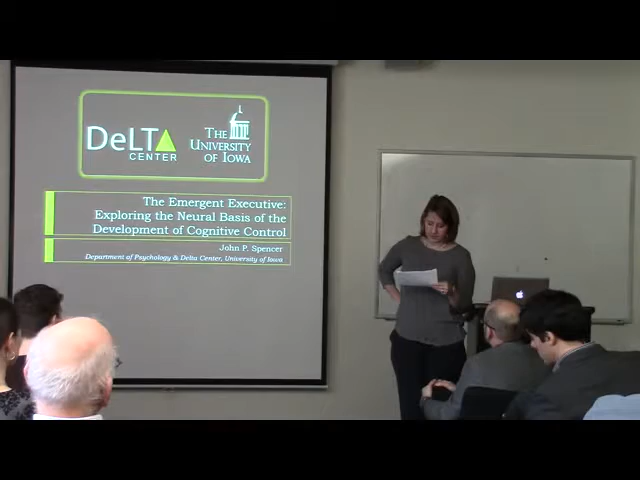 DeLTA
CENTER
THE
UNIVERSITY
OF IOWA
The Emergent Executive:
Exploring the Neural Basis of the
Development of Cognitive Control
John P. Spencer
Department of Psychology & Delta Center, University of Iowa